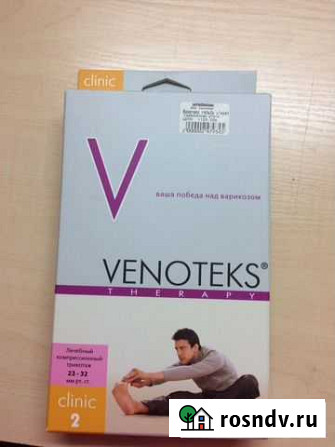 clinic
V
ваша победа над варикозом
VENOTEKS®
THERAPY
Лечебный
компрессионный
трикотаж
23 - 32
мм рт. ст.
clinic
2
rosndv.ru